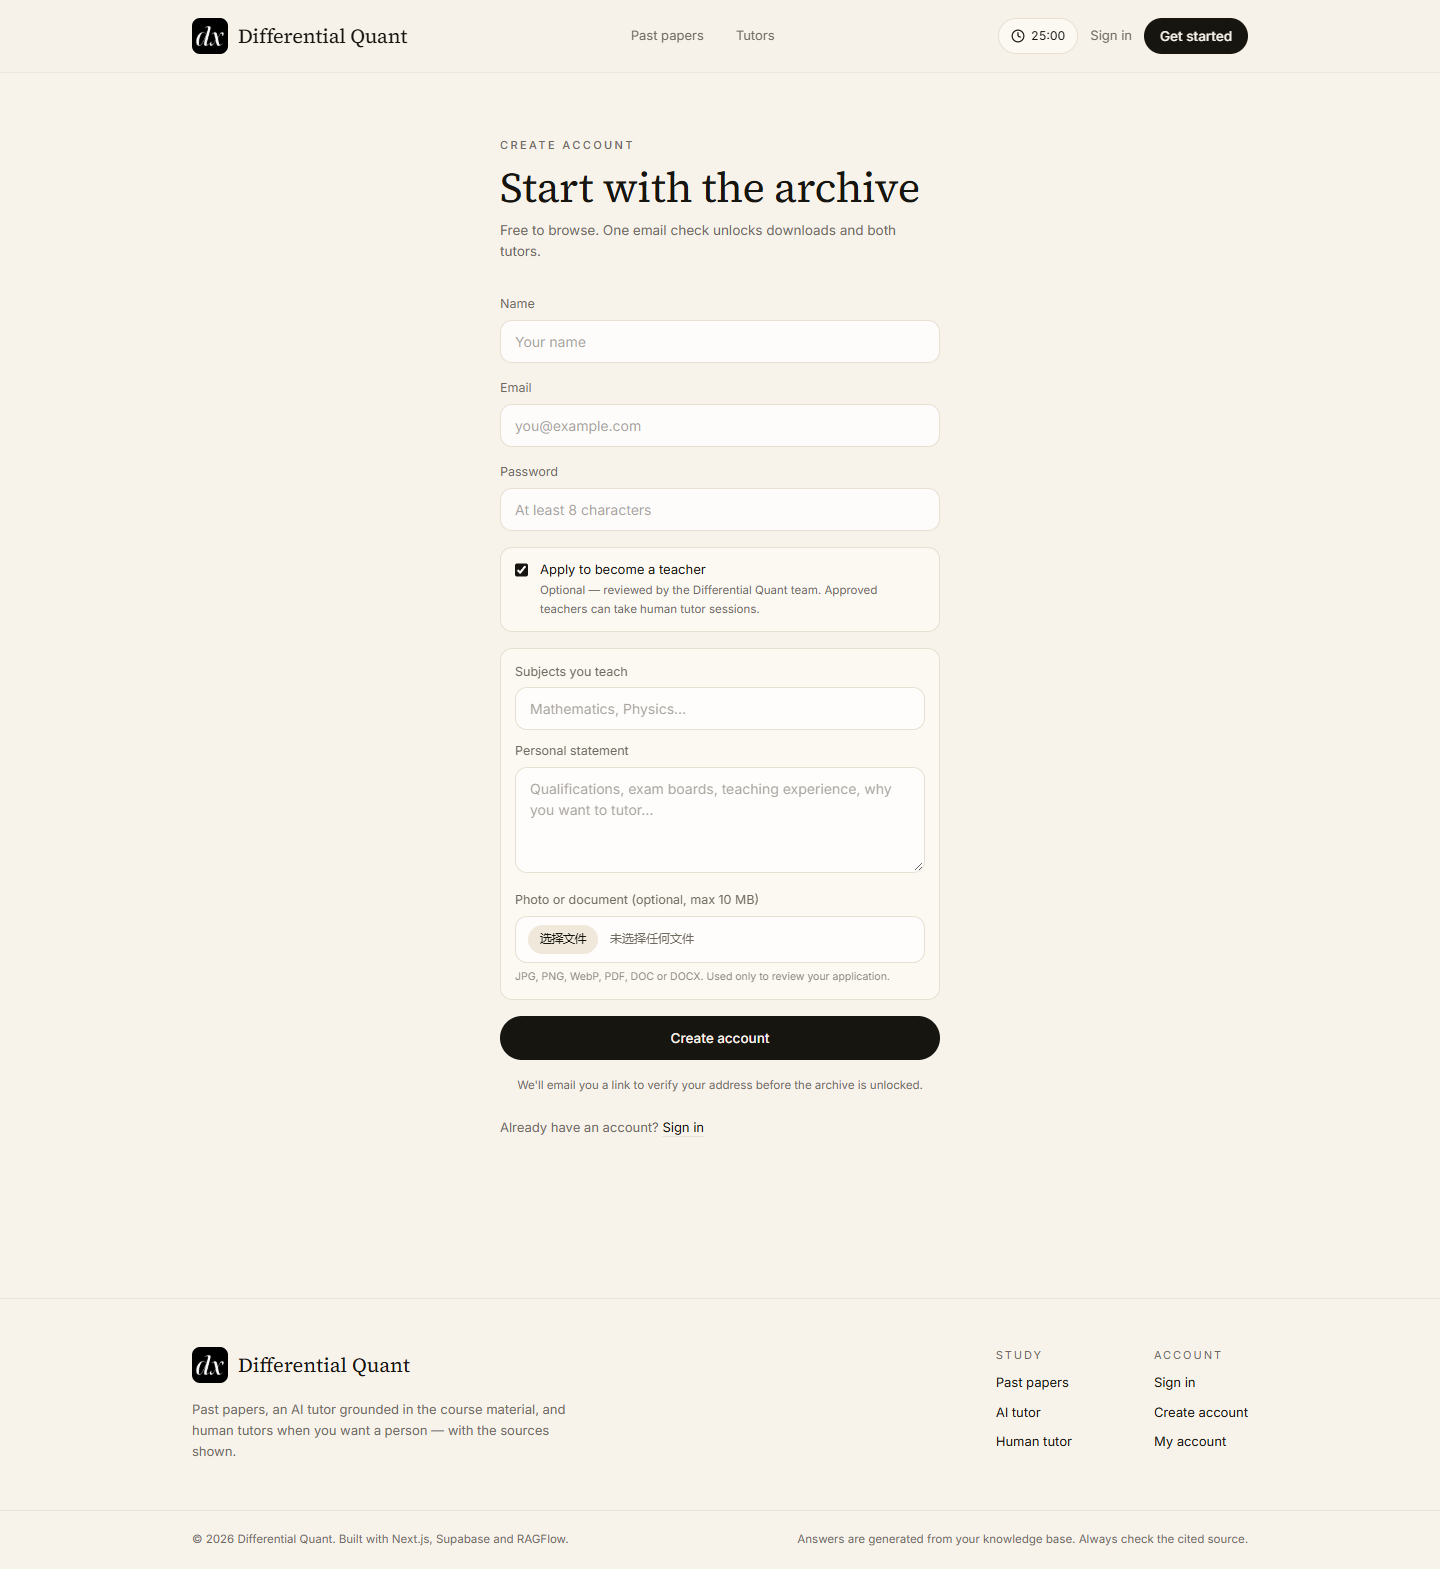 dx Differential Quant
Past papers
Tutors
25:00
Sign in
Get started
CREATE ACCOUNT
Start with the archive
Free to browse. One email check unlocks downloads and both
tutors.
Name
Your name
Email
you@example.com
Password
At least 8 characters
Apply to become a teacher
Optional — reviewed by the Differential Quant team. Approved
teachers can take human tutor sessions.
Subjects you teach
Mathematics, Physics...
Personal statement
Qualifications, exam boards, teaching experience, why
you want to tutor...
Photo or document (optional, max 10 MB)
选择文件 未选择任何文件
JPG, PNG, WebP, PDF, DOC or DOCX. Used only to review your application.
Create account
We'll email you a link to verify your address before the archive is unlocked.
Already have an account? Sign in
dx Differential Quant
Past papers, an AI tutor grounded in the course material, and
human tutors when you want a person — with the sources
shown.
STUDY
Past papers
AI tutor
Human tutor
ACCOUNT
Sign in
Create account
My account
© 2026 Differential Quant. Built with Next.js, Supabase and RAGFlow.
Answers are generated from your knowledge base. Always check the cited source.